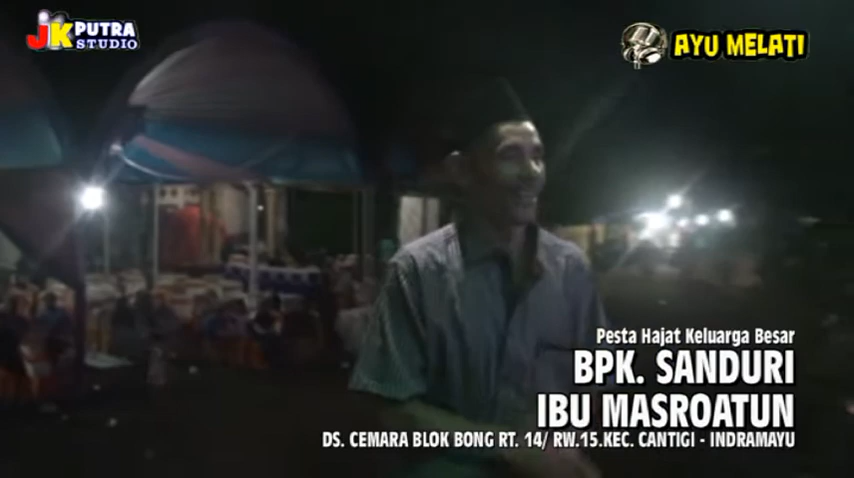 JK PUTRA
STUDIO
AYU MELATI
Pesta Hajat Keluarga Besar
BPK. SANDURI
IBU MASROATUN
DS. CEMARA BLOK BONG RT. 14/ RW.15.KEC. CANTIGI - INDRAMAYU